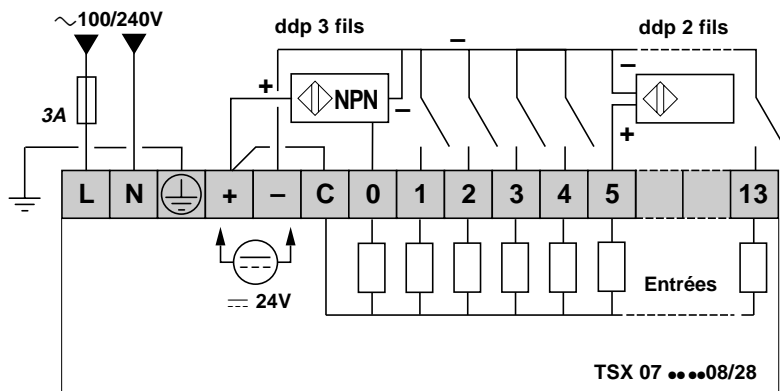 ∼100/240V
ddp 3 fils – ddp 2 fils
+ NPN – –
3A
+
L N + – C 0 1 2 3 4 5 13
⎓ 24V
Entrées
TSX 07 •• ••08/28